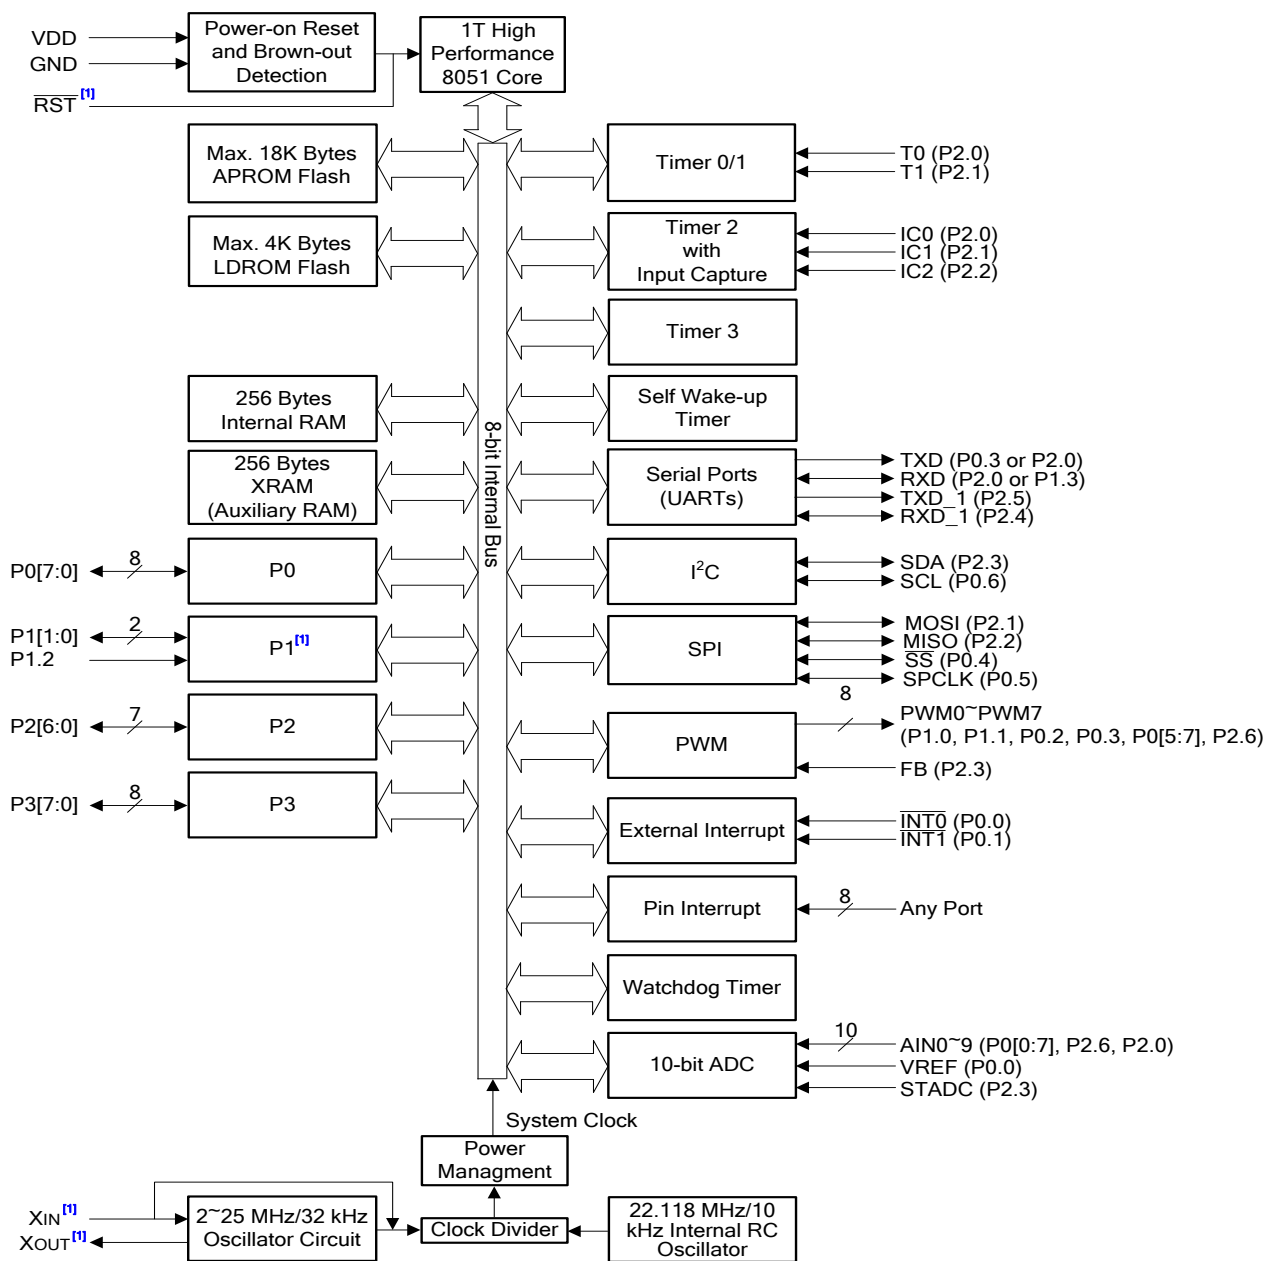 VDD
GND
RST [1]
Power-on Reset
and Brown-out
Detection
1T High
Performance
8051 Core
Max. 18K Bytes
APROM Flash
Max. 4K Bytes
LDROM Flash
256 Bytes
Internal RAM
256 Bytes
XRAM
(Auxiliary RAM)
P0[7:0]
8
P0
P1[1:0]
2
P1.2
P1[1]
P2[6:0]
7
P2
P3[7:0]
8
P3
8-bit Internal Bus
Timer 0/1
T0 (P2.0)
T1 (P2.1)
Timer 2
with
Input Capture
IC0 (P2.0)
IC1 (P2.1)
IC2 (P2.2)
Timer 3
Self Wake-up
Timer
Serial Ports
(UARTs)
TXD (P0.3 or P2.0)
RXD (P2.0 or P1.3)
TXD_1 (P2.5)
RXD_1 (P2.4)
I²C
SDA (P2.3)
SCL (P0.6)
SPI
MOSI (P2.1)
MISO (P2.2)
SS (P0.4)
SPCLK (P0.5)
PWM
8
PWM0~PWM7
(P1.0, P1.1, P0.2, P0.3, P0[5:7], P2.6)
FB (P2.3)
External Interrupt
INT0 (P0.0)
INT1 (P0.1)
Pin Interrupt
8
Any Port
Watchdog Timer
10-bit ADC
10
AIN0~9 (P0[0:7], P2.6, P2.0)
VREF (P0.0)
STADC (P2.3)
System Clock
Power
Managment
XIN[1]
XOUT[1]
2~25 MHz/32 kHz
Oscillator Circuit
Clock Divider
22.118 MHz/10
kHz Internal RC
Oscillator